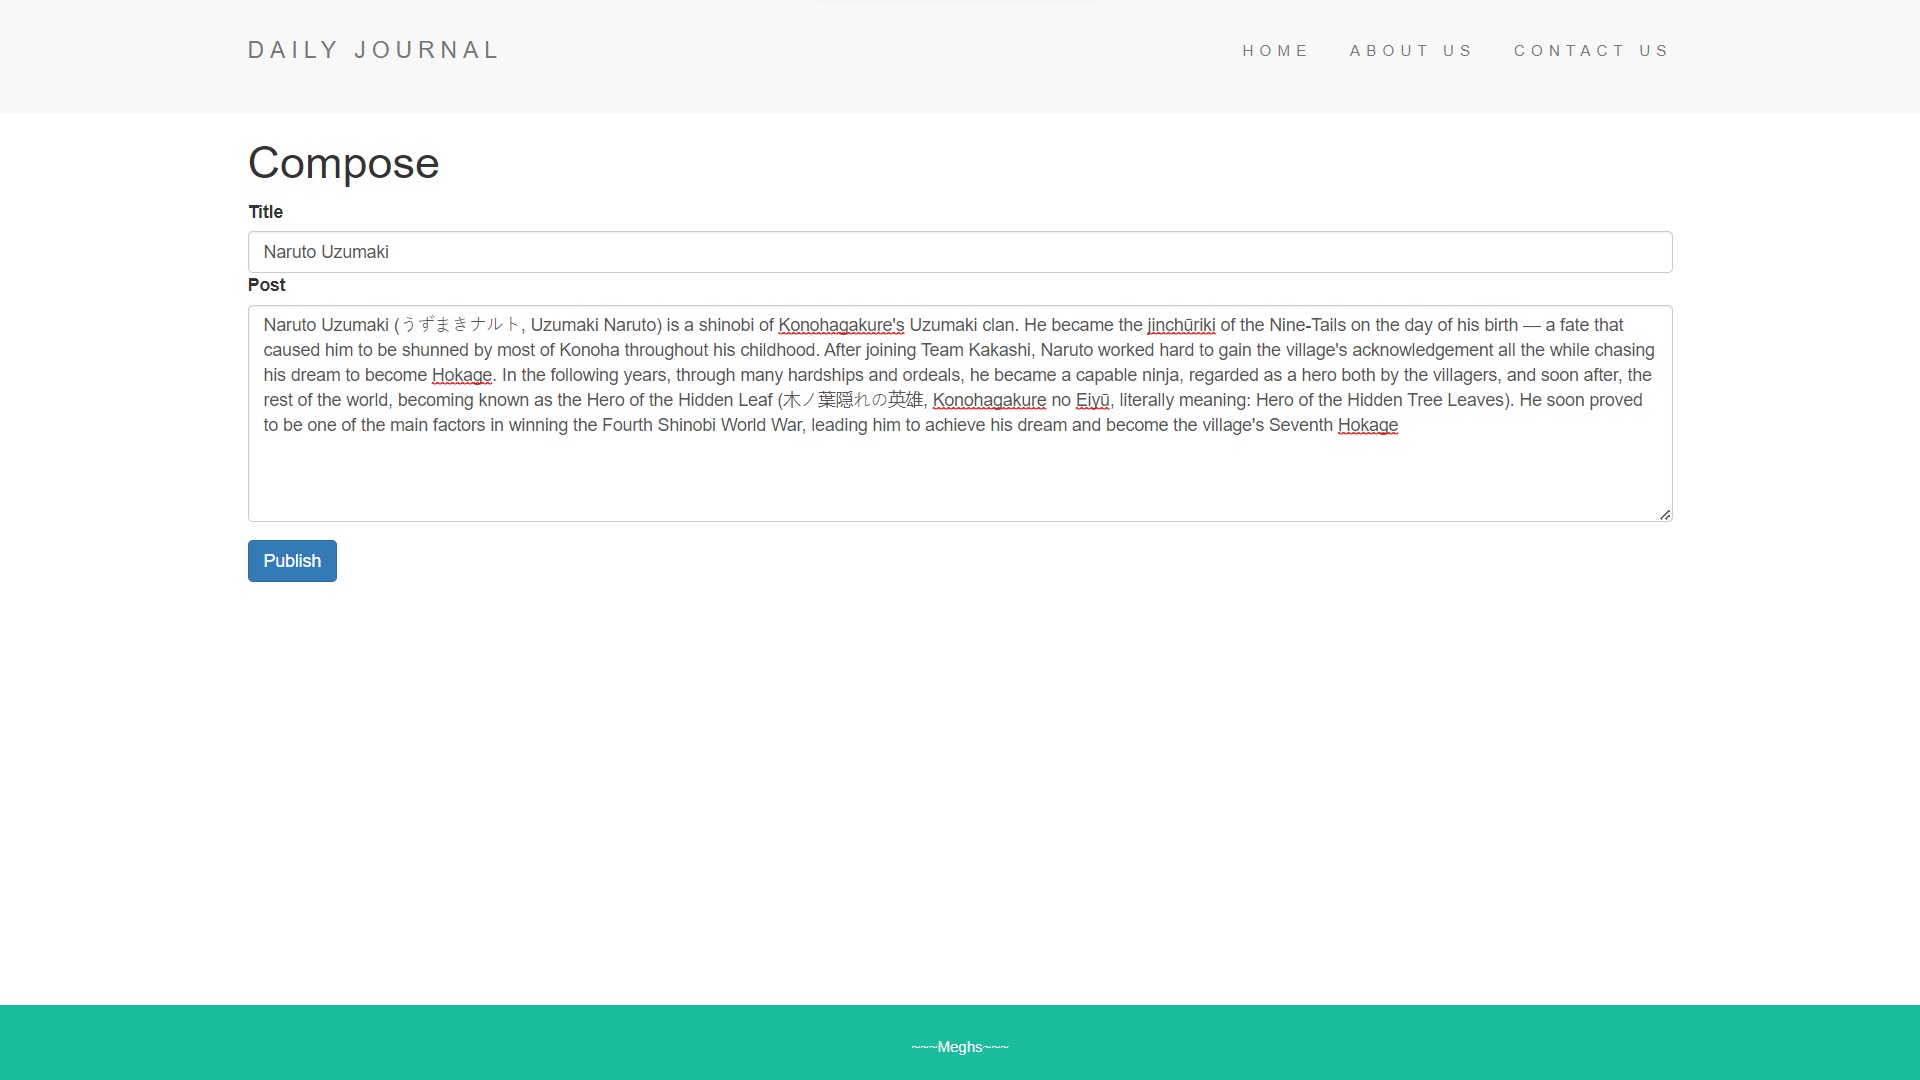 DAILY JOURNAL
HOME ABOUT US CONTACT US
Compose
Title
Naruto Uzumaki
Post
Naruto Uzumaki (うずまきナルト, Uzumaki Naruto) is a shinobi of Konohagakure's Uzumaki clan. He became the jinchūriki of the Nine-Tails on the day of his birth — a fate that
caused him to be shunned by most of Konoha throughout his childhood. After joining Team Kakashi, Naruto worked hard to gain the village's acknowledgement all the while chasing
his dream to become Hokage. In the following years, through many hardships and ordeals, he became a capable ninja, regarded as a hero both by the villagers, and soon after, the
rest of the world, becoming known as the Hero of the Hidden Leaf (木ノ葉隠れの英雄, Konohagakure no Eiyū, literally meaning: Hero of the Hidden Tree Leaves). He soon proved
to be one of the main factors in winning the Fourth Shinobi World War, leading him to achieve his dream and become the village's Seventh Hokage
Publish
~~~Meghs~~~